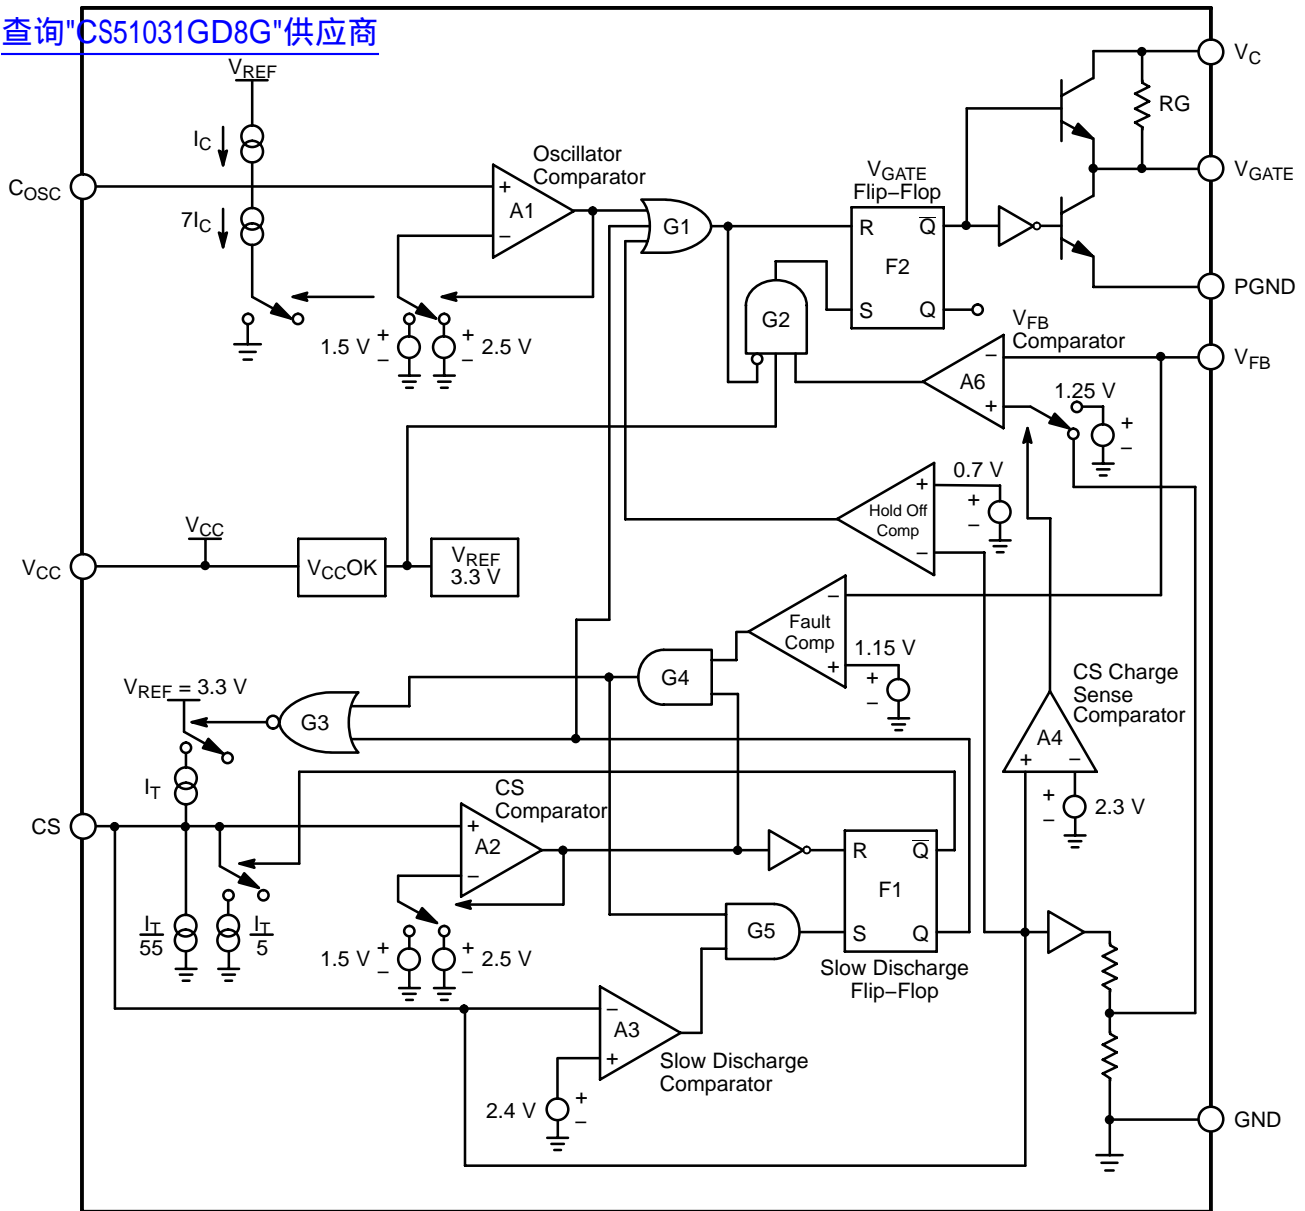 查询"CS51031GD8G"供应商
VREF
IC
7IC
COSC
Oscillator
Comparator
+
A1
−
G1
VGATE
Flip−Flop
R
Q
F2
S
Q
G2
VC
RG
VGATE
PGND
VFB
Comparator
−
A6
+
VFB
1.25 V
+
−
1.5 V
+
−
+
−
2.5 V
0.7 V
+
Hold Off
Comp
−
+
−
VCC
VCC
VCCOK
VREF
3.3 V
−
Fault
Comp
+
1.15 V
+
−
G4
VREF = 3.3 V
G3
CS Charge
Sense
Comparator
A4
+
−
+
−
2.3 V
IT
CS
CS
Comparator
+
A2
−
R
Q
F1
S
Q
Slow Discharge
Flip−Flop
G5
IT
55
IT
5
1.5 V
+
−
+
−
2.5 V
−
A3
+
Slow Discharge
Comparator
2.4 V
+
−
GND